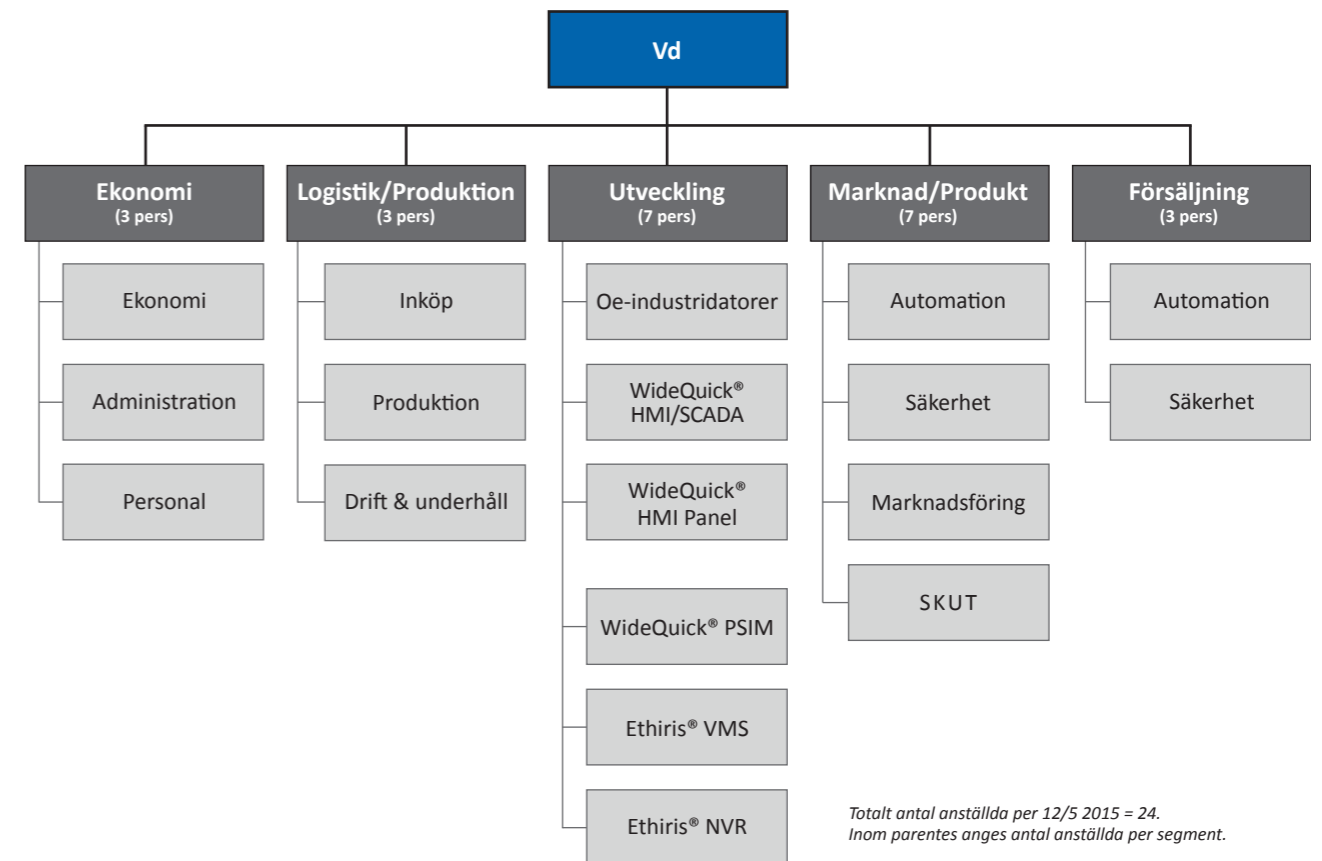 Vd
Ekonomi
(3 pers)
Ekonomi
Administration
Personal
Logistik/Produktion
(3 pers)
Inköp
Produktion
Drift & underhåll
Utveckling
(7 pers)
Oe-industridatorer
WideQuick®
HMI/SCADA
WideQuick®
HMI Panel
WideQuick® PSIM
Ethiris® VMS
Ethiris® NVR
Marknad/Produkt
(7 pers)
Automation
Säkerhet
Marknadsföring
SKUT
Försäljning
(3 pers)
Automation
Säkerhet
Totalt antal anställda per 12/5 2015 = 24.
Inom parentes anges antal anställda per segment.